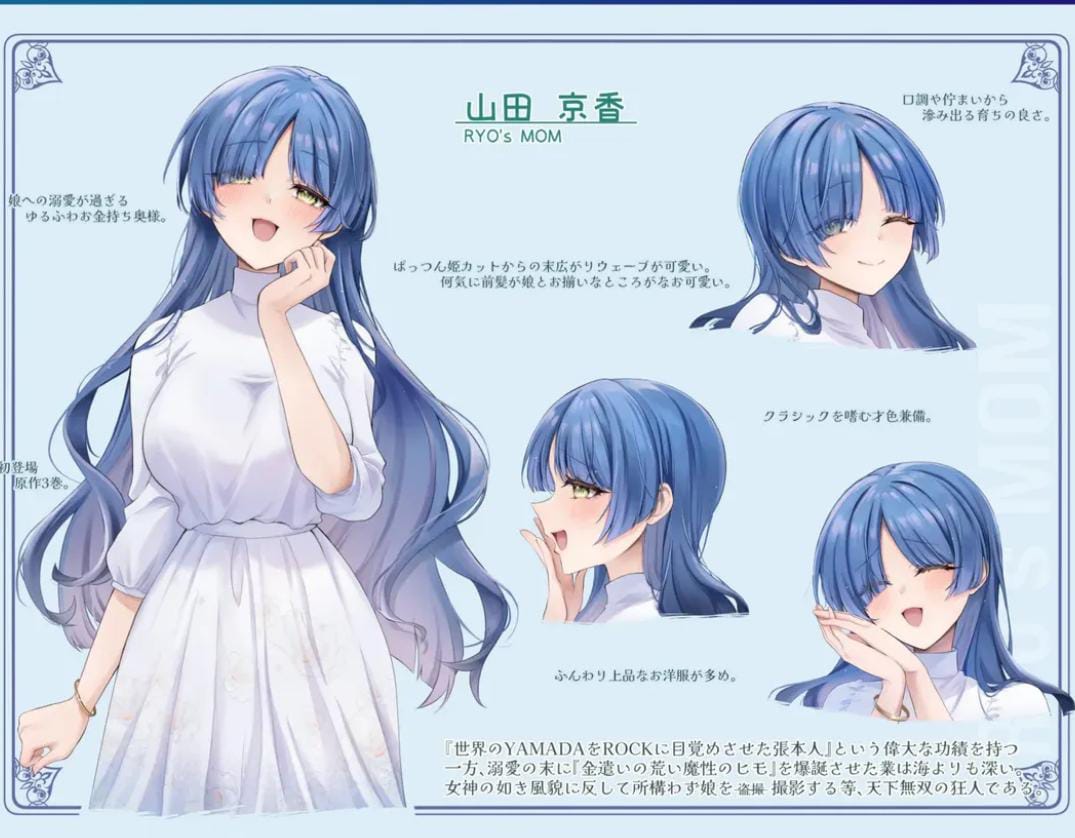 山田 京香
RYO's MOM
口調や佇まいから
滲み出る育ちの良さ。
娘への溺愛が過ぎる
ゆるふわお金持ち奥様。
ぱっつん姫カットからの末広がりウェーブが可愛い。
何気に前髪が娘とお揃いなところがなお可愛い。
クラシックを嗜む才色兼備。
初登場
原作3巻。
ふんわり上品なお洋服が多め。
『世界のYAMADAをROCKに目覚めさせた張本人』という偉大な功績を持つ
一方、溺愛の末に『金遣いの荒い魔性のヒモ』を爆誕させた業は海よりも深い。
女神の如き風貌に反して所構わず娘を 盗撮 撮影する等、天下無双の狂人である。
RYO's MOM